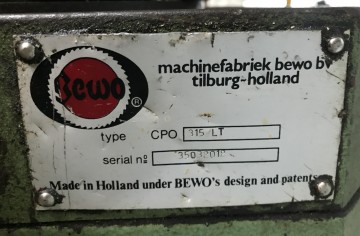 Bewo
®
machinefabriek bewo bv
tilburg-holland
type CPO 315 LT
serial nº
Made in Holland under BEWO's design and patents